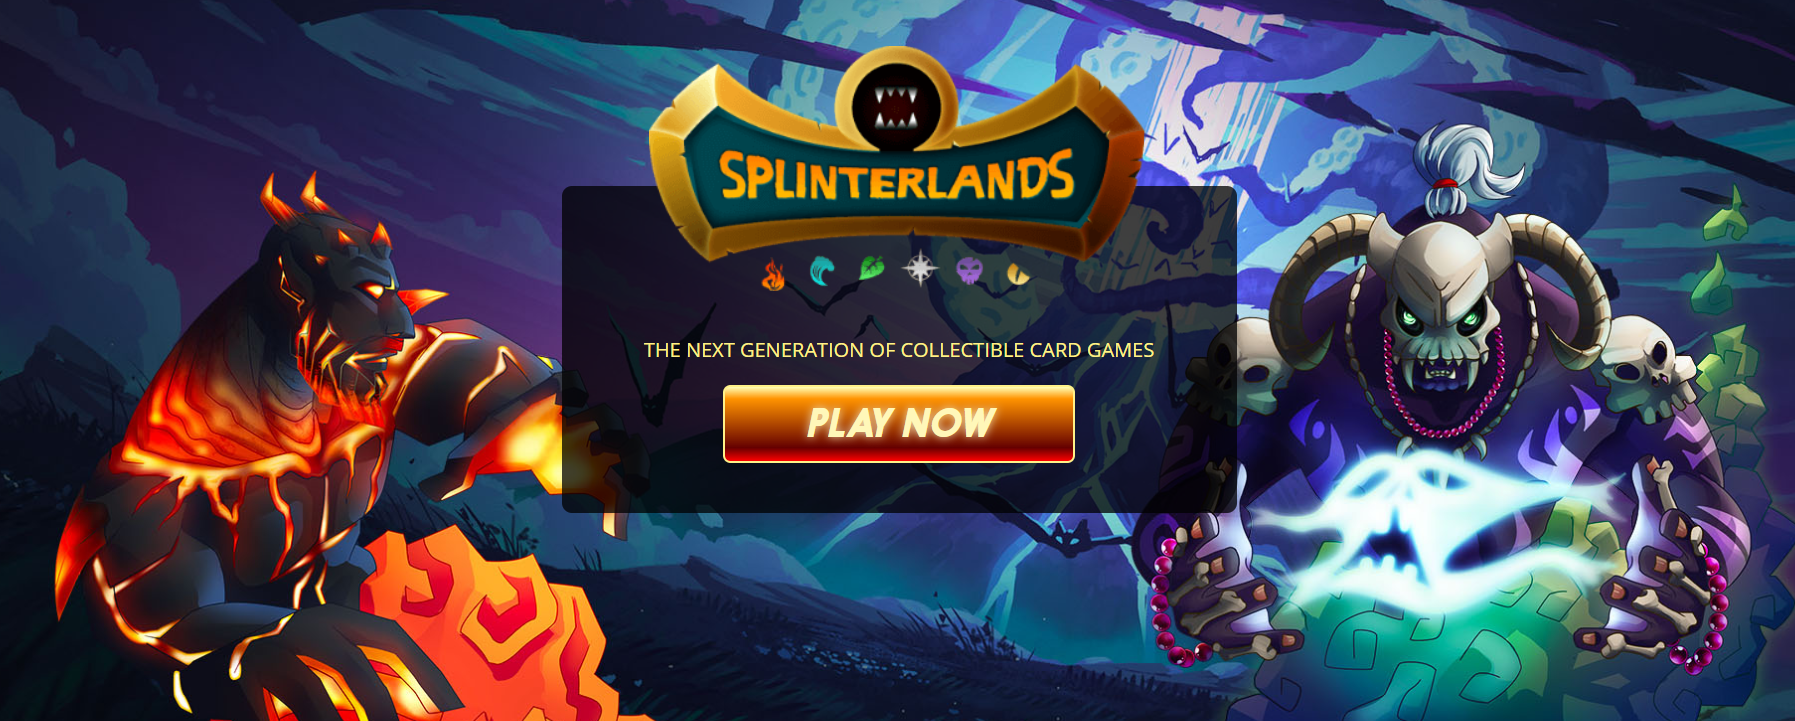 SPLINTERLANDS
THE NEXT GENERATION OF COLLECTIBLE CARD GAMES
PLAY NOW